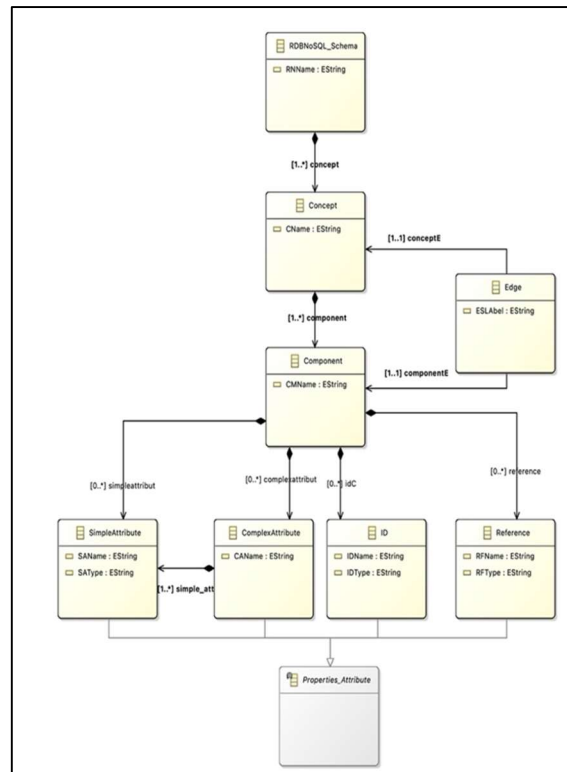 RDBNoSQL_Schema
RNName : EString
[1..*] concept
Concept
CName : EString
[1..1] conceptE
Edge
ESLAbel : EString
[1..*] component
Component
CMName : EString
[1..1] componentE
[0..*] simpleattribut
[0..*] complexattribut
[0..*] idC
[0..*] reference
SimpleAttribute
SAName : EString
SAType : EString
ComplexAttribute
CAName : EString
ID
IDName : EString
IDType : EString
Reference
RFName : EString
RFType : EString
[1..*] simple_att
Properties_Attribute